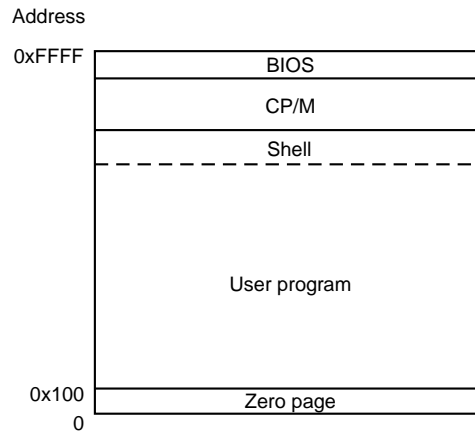 Address
0xFFFF
BIOS
CP/M
Shell
User program
0x100
Zero page
0